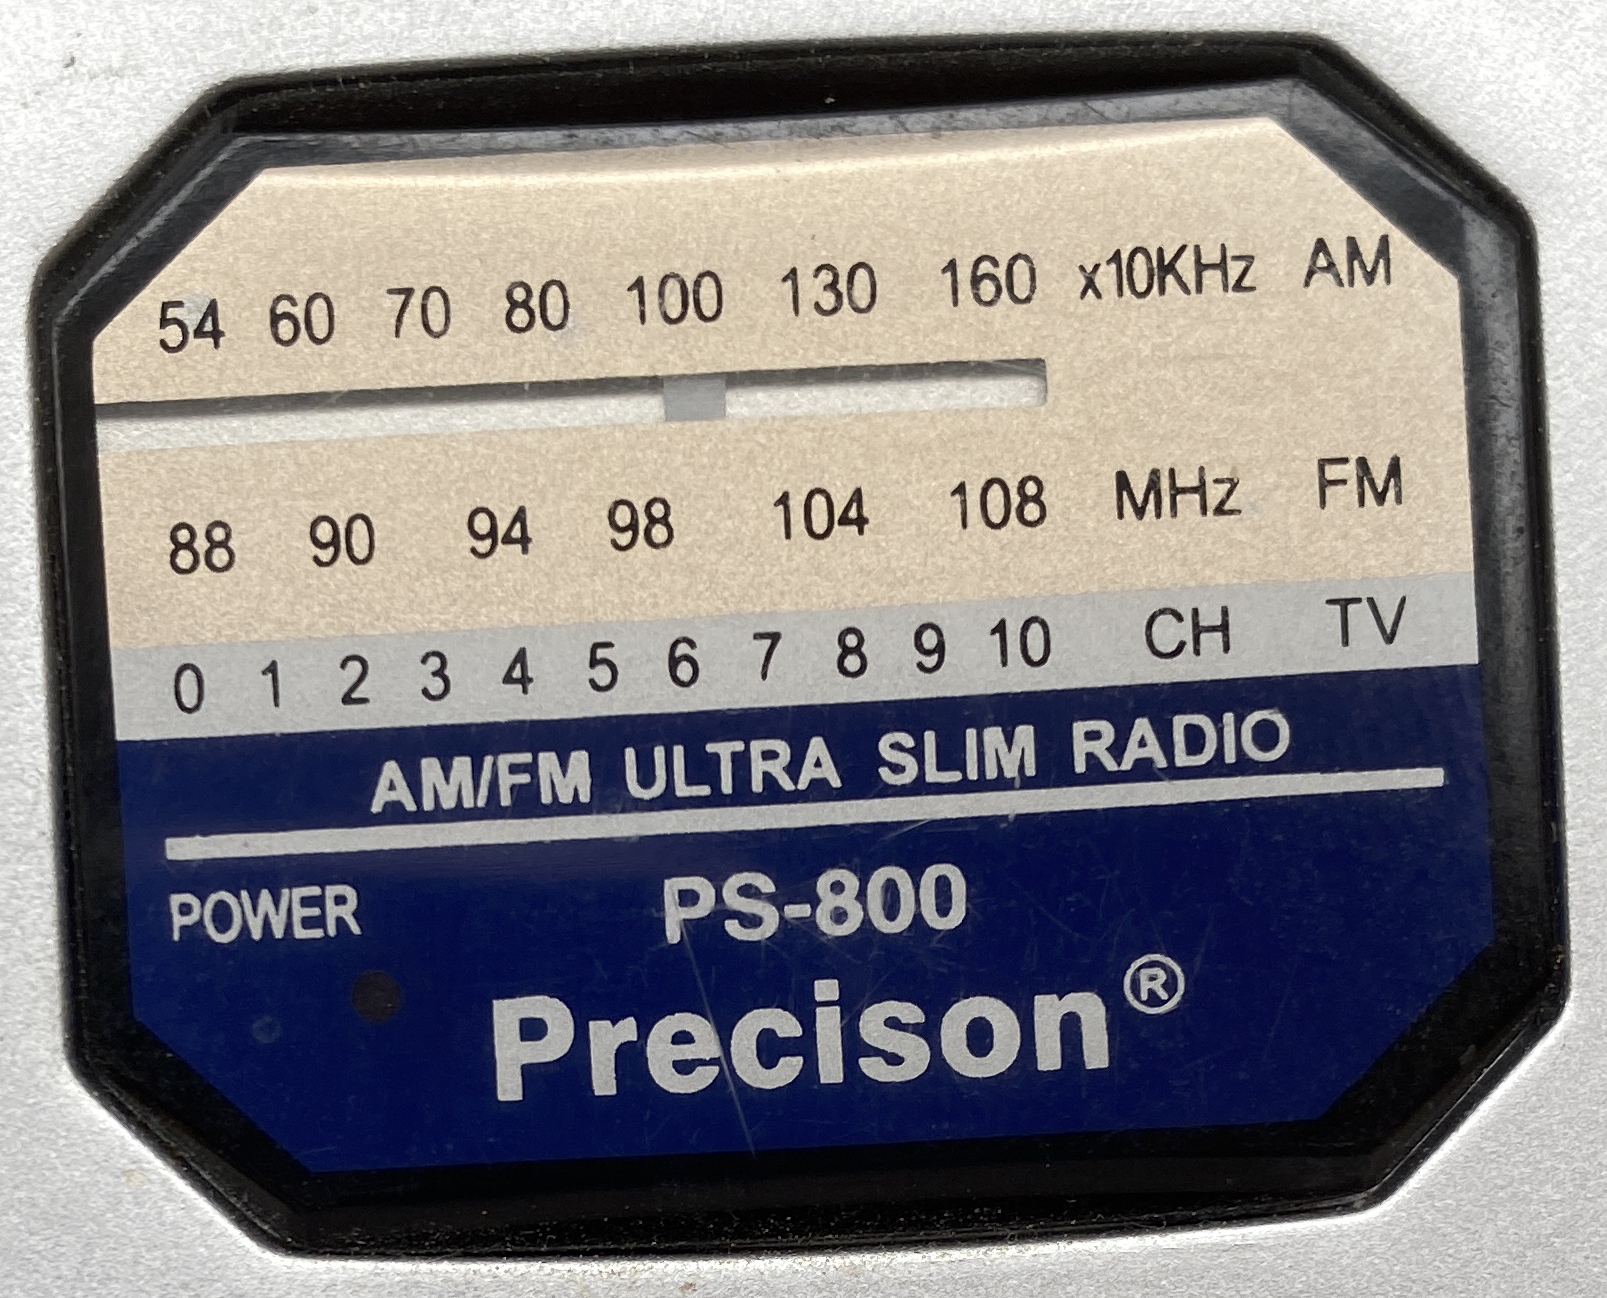 54 60 70 80 100 130 160 x10KHz AM
88 90 94 98 104 108 MHz FM
0 1 2 3 4 5 6 7 8 9 10 CH TV
AM/FM ULTRA SLIM RADIO
POWER PS-800
Precison®